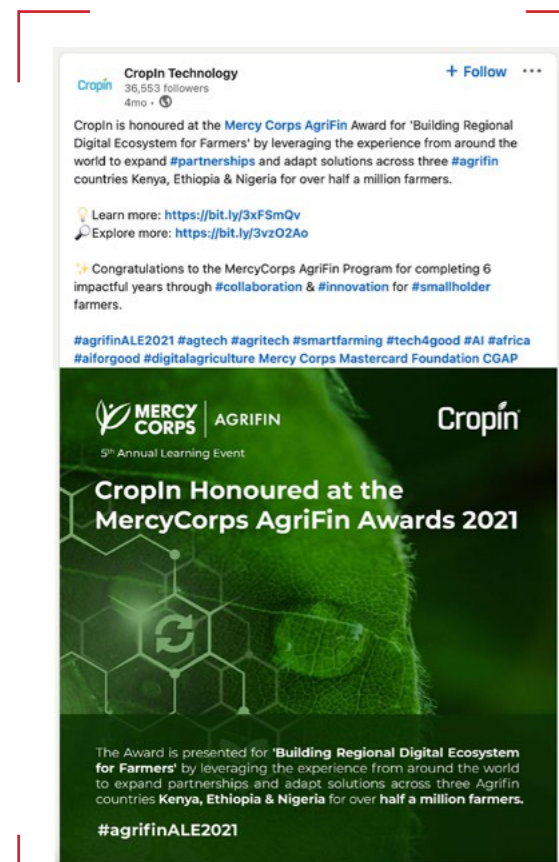 Cropin
CropIn Technology
36,553 followers
4mo •
+ Follow •••
CropIn is honoured at the Mercy Corps AgriFin Award for 'Building Regional
Digital Ecosystem for Farmers' by leveraging the experience from around the
world to expand #partnerships and adapt solutions across three #agrifin
countries Kenya, Ethiopia & Nigeria for over half a million farmers.
Learn more: https://bit.ly/3xFSmQv
Explore more: https://bit.ly/3vzO2Ao
Congratulations to the MercyCorps AgriFin Program for completing 6
impactful years through #collaboration & #innovation for #smallholder
farmers.
#agrifinALE2021 #agtech #agritech #smartfarming #tech4good #AI #africa
#aiforgood #digitalagriculture Mercy Corps Mastercard Foundation CGAP
MERCY
CORPS
AGRIFIN
Cropin
5th Annual Learning Event
CropIn Honoured at the
MercyCorps AgriFin Awards 2021
The Award is presented for 'Building Regional Digital Ecosystem
for Farmers' by leveraging the experience from around the world
to expand partnerships and adapt solutions across three Agrifin
countries Kenya, Ethiopia & Nigeria for over half a million farmers.
#agrifinALE2021